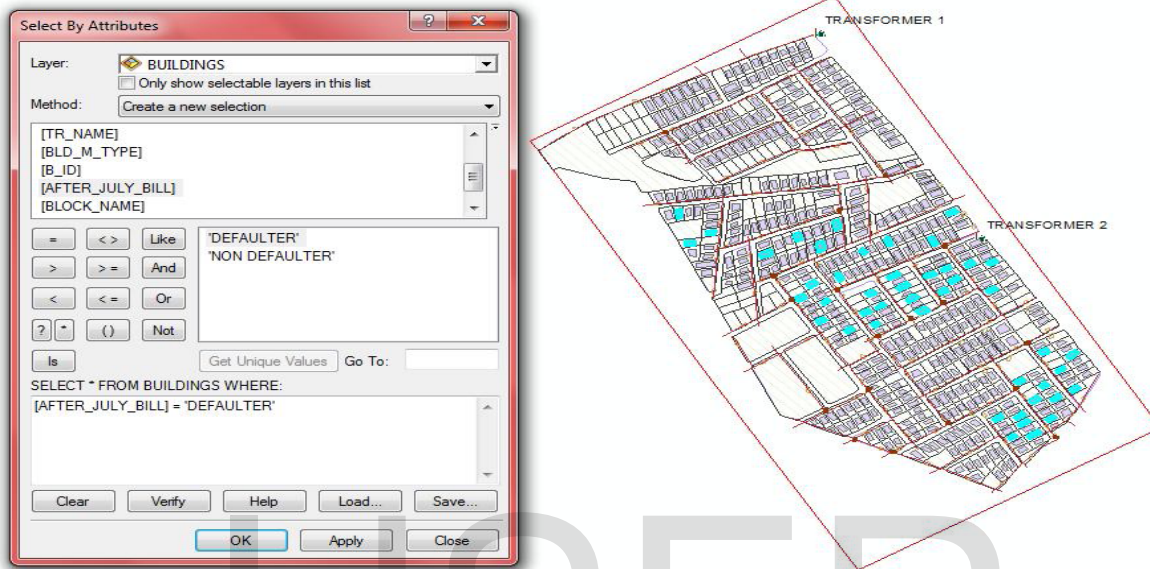 Select By Attributes
Layer: BUILDINGS
Only show selectable layers in this list
Method: Create a new selection
[TR_NAME]
[BLD_M_TYPE]
[B_ID]
[AFTER_JULY_BILL]
[BLOCK_NAME]
= < > Like
> > = And
< < = Or
? * ( ) Not
Is
'DEFAULTER'
'NON DEFAULTER'
Get Unique Values Go To:
SELECT * FROM BUILDINGS WHERE:
[AFTER_JULY_BILL] = 'DEFAULTER'
Clear Verify Help Load... Save...
OK Apply Close
TRANSFORMER 1
TRANSFORMER 2